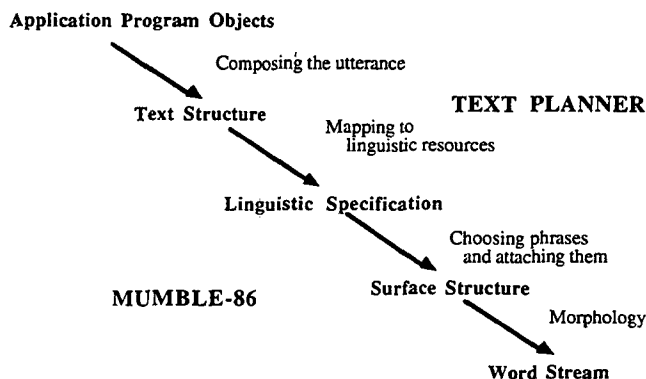 Application Program Objects
Composing the utterance
TEXT PLANNER
Text Structure
Mapping to
linguistic resources
Linguistic Specification
Choosing phrases
and attaching them
Surface Structure
MUMBLE-86
Morphology
Word Stream